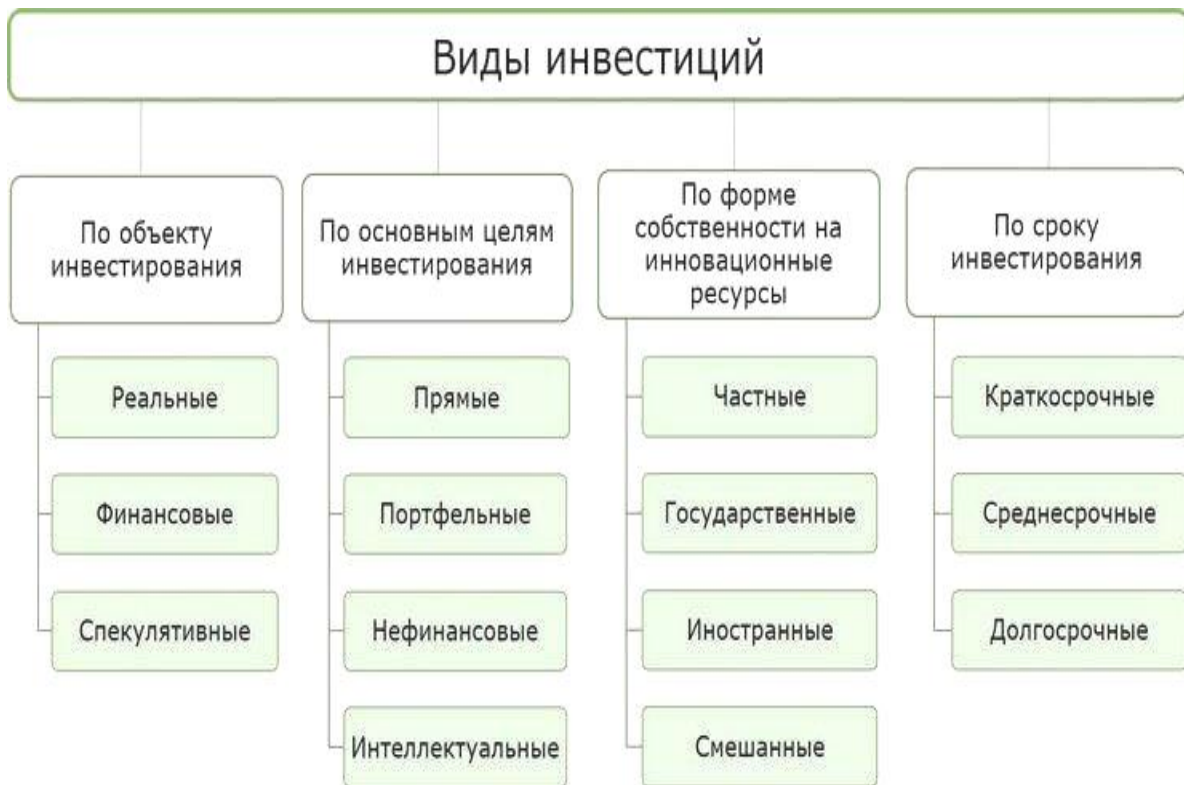 Виды инвестиций
По объекту
инвестирования
Реальные
Финансовые
Спекулятивные
По основным целям
инвестирования
Прямые
Портфельные
Нефинансовые
Интеллектуальные
По форме
собственности на
инновационные
ресурсы
Частные
Государственные
Иностранные
Смешанные
По сроку
инвестирования
Краткосрочные
Среднесрочные
Долгосрочные